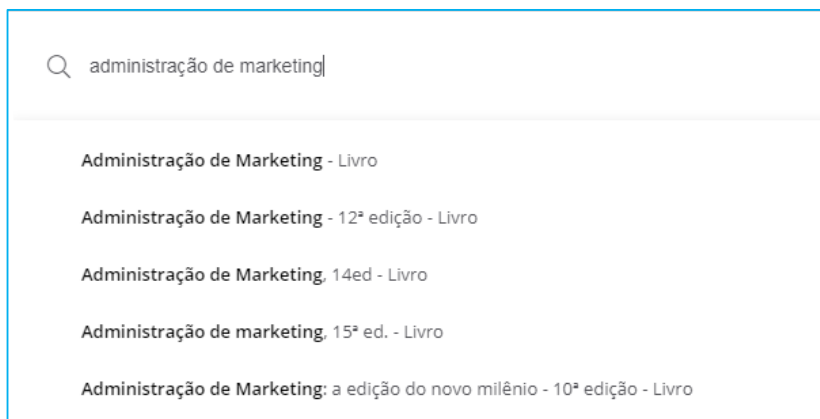 administração de marketing
Administração de Marketing - Livro
Administração de Marketing - 12ª edição - Livro
Administração de Marketing, 14ed - Livro
Administração de marketing, 15ª ed. - Livro
Administração de Marketing: a edição do novo milênio - 10ª edição - Livro